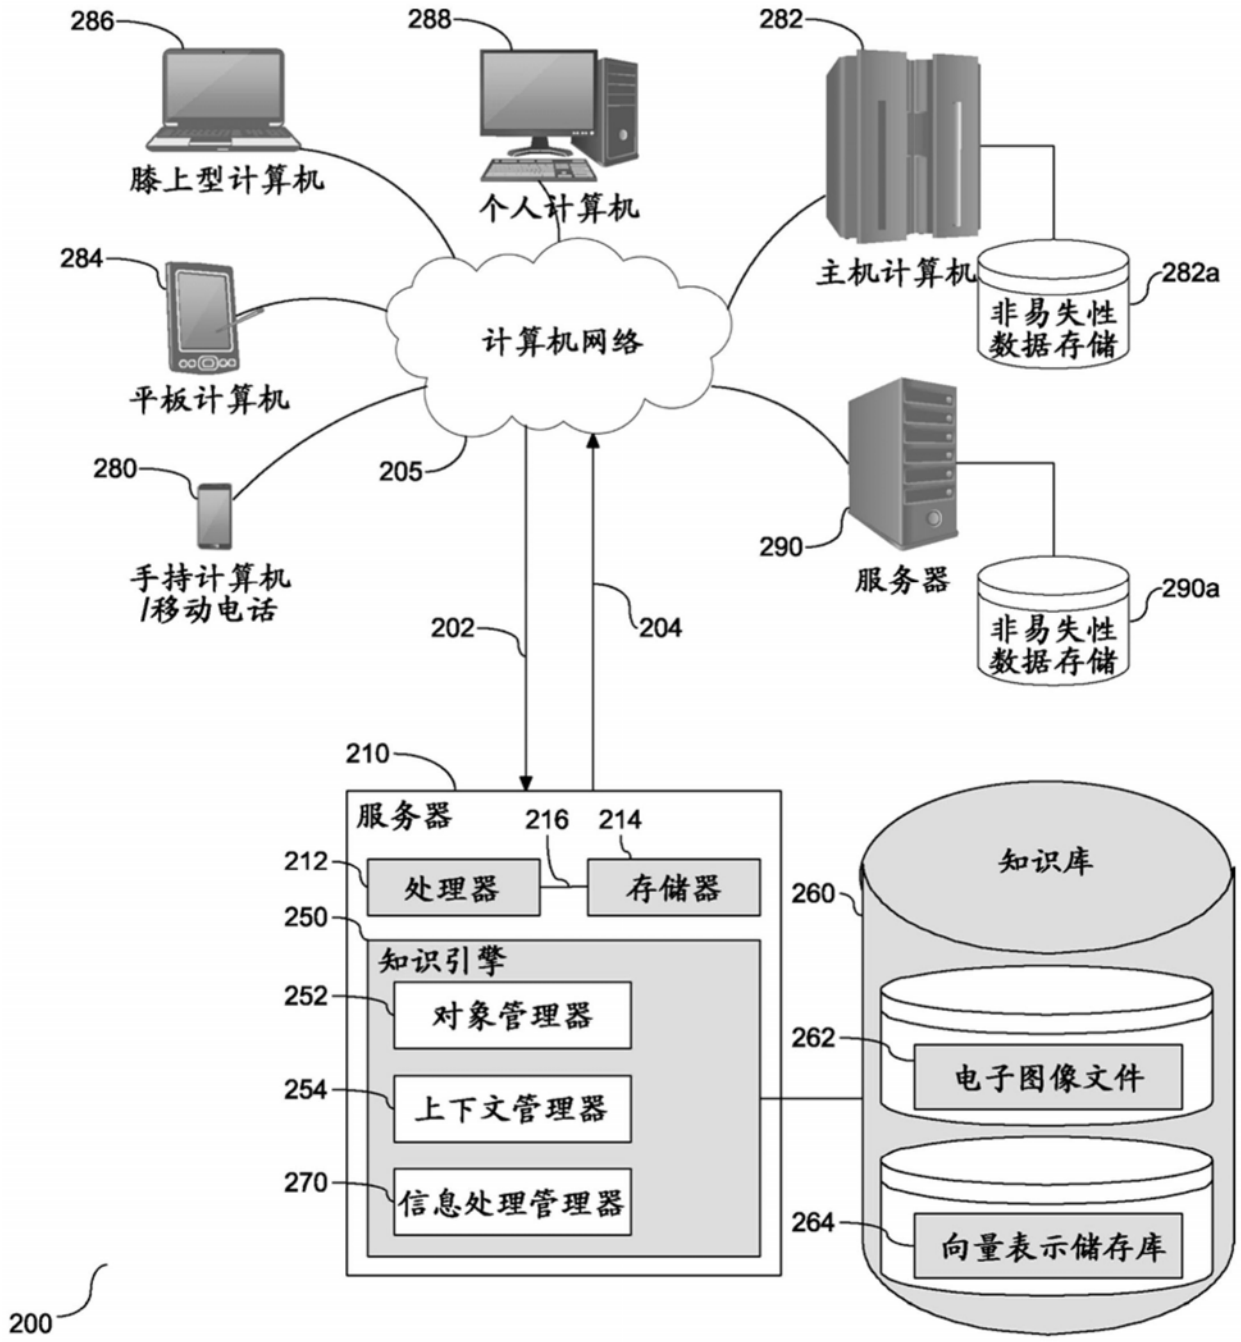 286
288
282
膝上型计算机
个人计算机
主机计算机
284
282a
非易失性
数据存储
平板计算机
计算机网络
280
205
290
手持计算机
/移动电话
服务器
290a
非易失性
数据存储
202
204
210
服务器
216
214
212
处理器
存储器
知识库
260
250
知识引擎
252
对象管理器
262
电子图像文件
254
上下文管理器
270
信息处理管理器
264
向量表示储存库
200